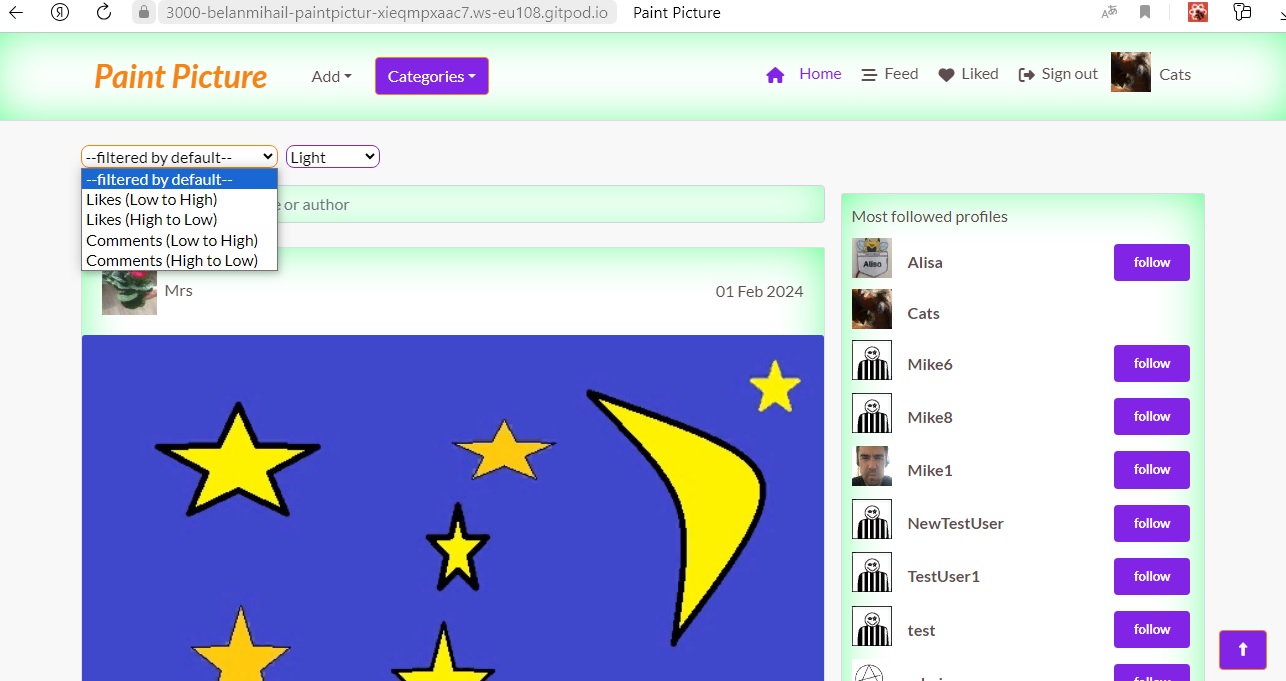 3000-belanmihail-paintpictur-xieqmpxaac7.ws-eu108.gitpod.io Paint Picture
Paint Picture Add Categories Home Feed Liked Sign out Cats
--filtered by default-- Light
--filtered by default--
Likes (Low to High)
Likes (High to Low)
Comments (Low to High)
Comments (High to Low)
or author
Mrs 01 Feb 2024
Most followed profiles
Alisa follow
Cats
Mike6 follow
Mike8 follow
Mike1 follow
NewTestUser follow
TestUser1 follow
test follow
follow